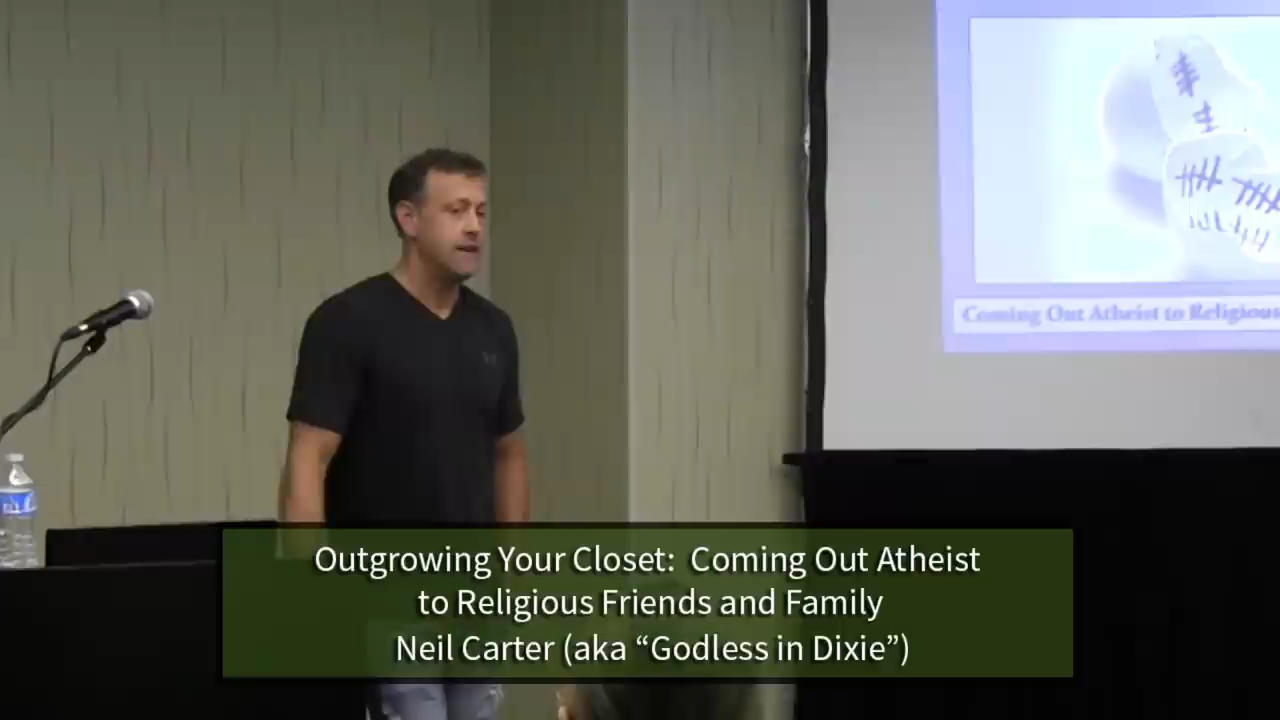 Coming Out Atheist to Religious
Outgrowing Your Closet:  Coming Out Atheist
to Religious Friends and Family
Neil Carter (aka “Godless in Dixie”)